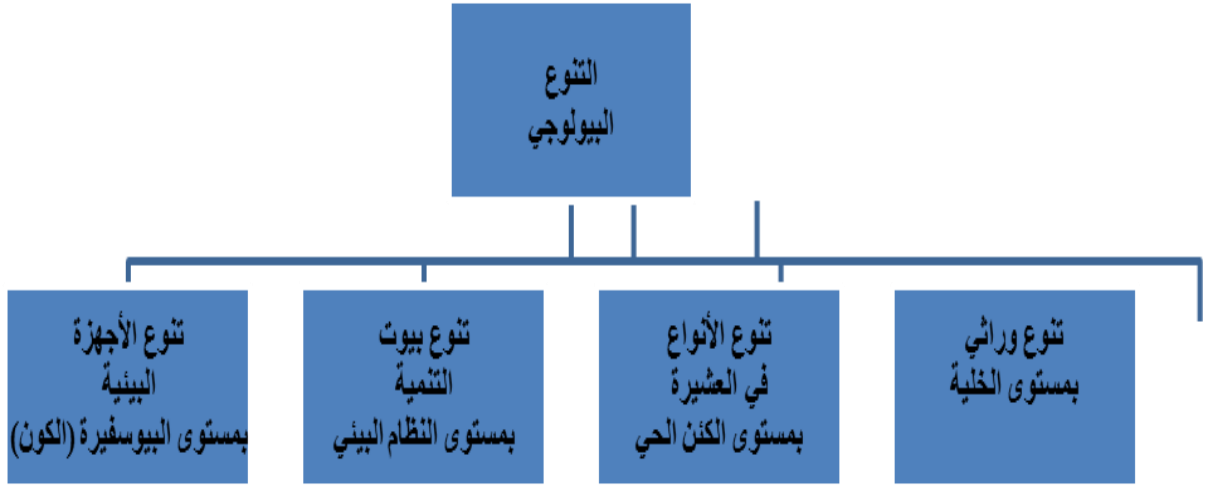 التنوع
البيولوجي
تنوع وراثي
بمستوى الخلية
تنوع الأنواع
في العشيرة
بمستوى الكئن الحي
تنوع بيوت
التنمية
بمستوى النظام البيئي
تنوع الأجهزة
البيئية
بمستوى البيوسفيرة (الكون)